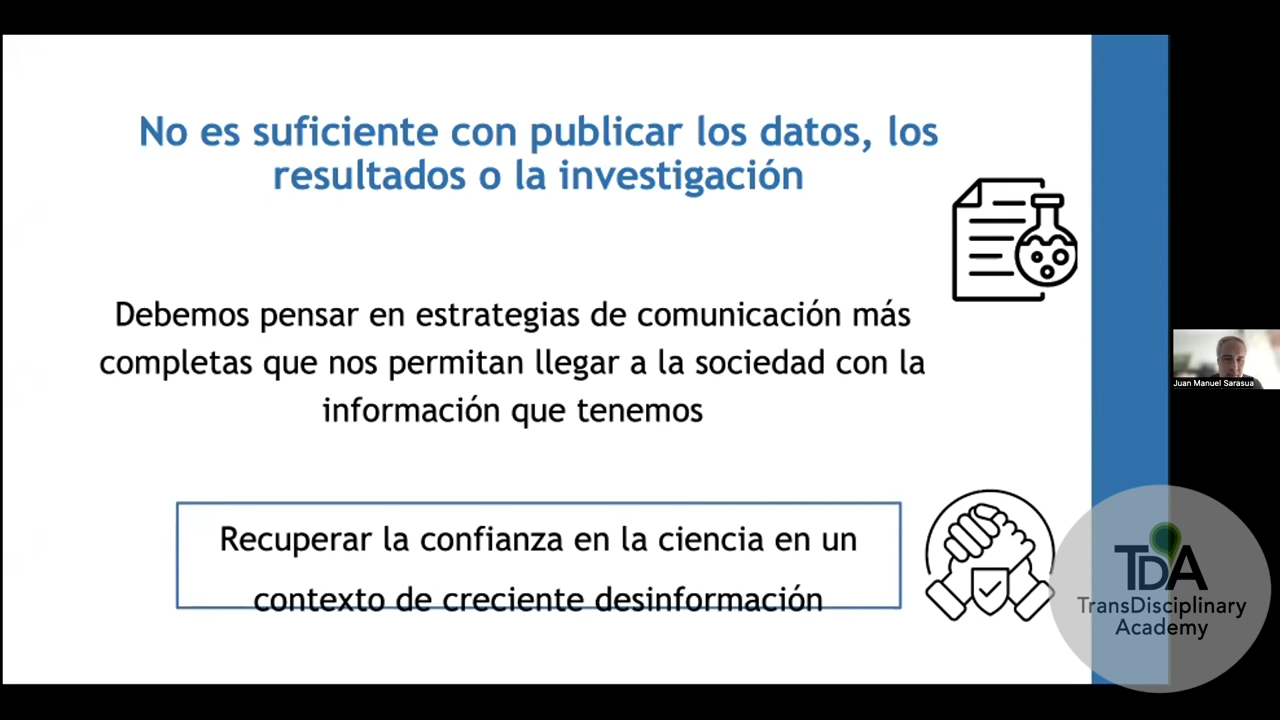 No es suficiente con publicar los datos, los
resultados o la investigación
Debemos pensar en estrategias de comunicación más
completas que nos permitan llegar a la sociedad con la
información que tenemos
Recuperar la confianza en la ciencia en un
contexto de creciente desinformación
Juan Manuel Sarasua
TDA
TransDisciplinary
Academy